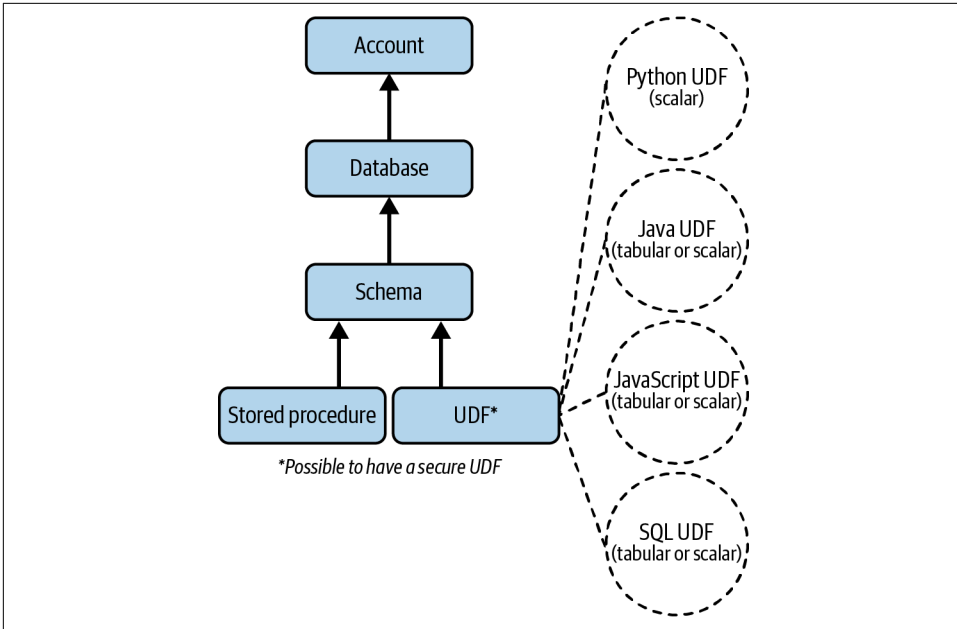 Account
Database
Schema
Stored procedure
UDF*
*Possible to have a secure UDF
Python UDF
(scalar)
Java UDF
(tabular or scalar)
JavaScript UDF
(tabular or scalar)
SQL UDF
(tabular or scalar)